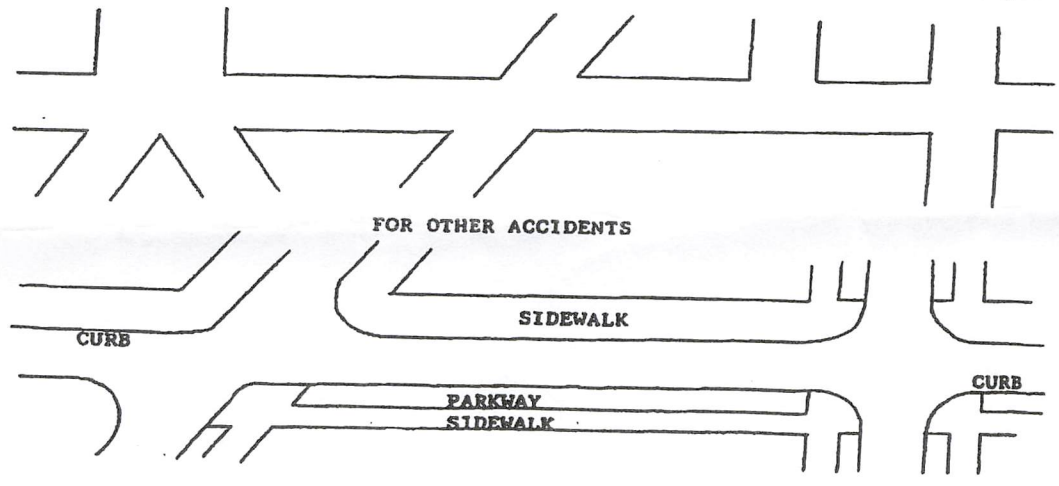 FOR OTHER ACCIDENTS
SIDEWALK
CURB
CURB
PARKWAY
SIDEWALK